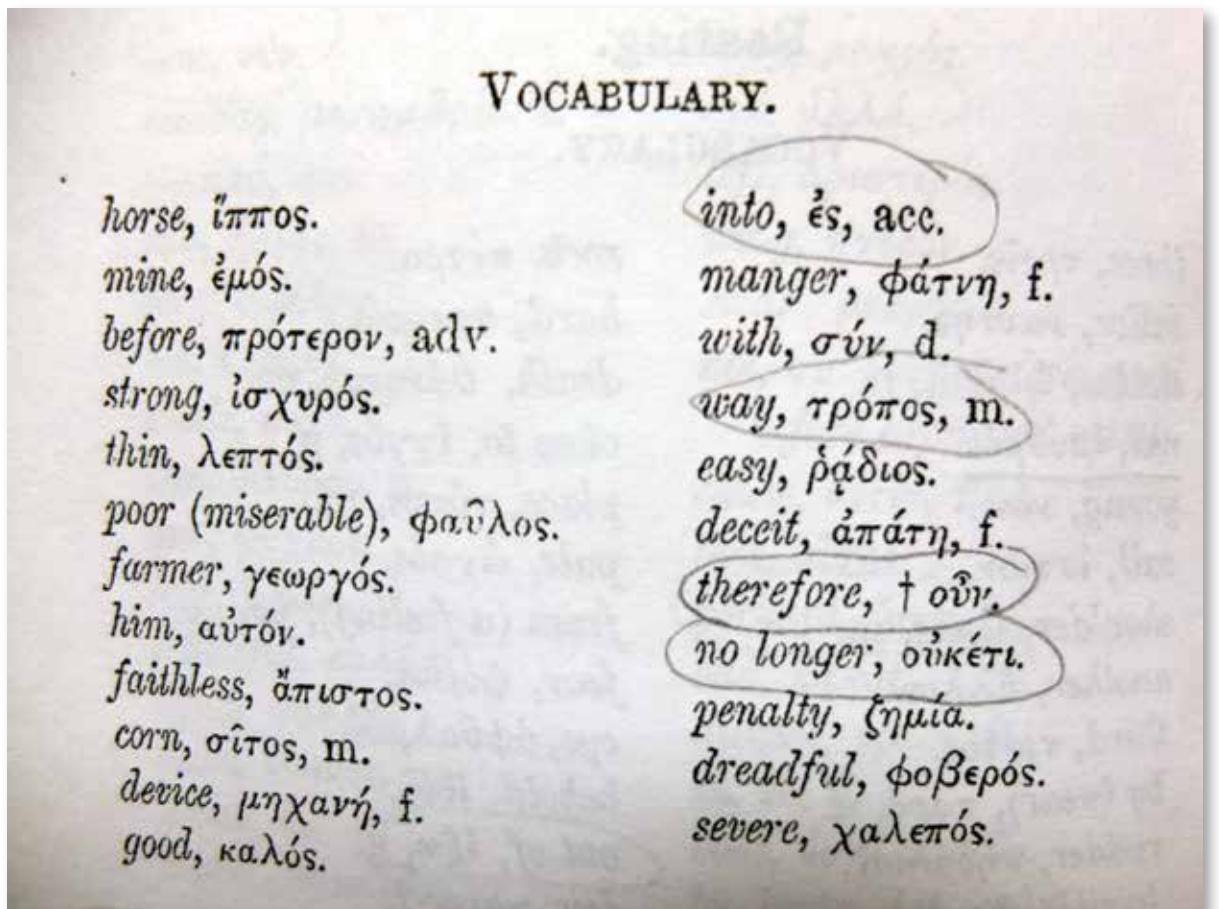 VOCABULARY.
horse, ἵππος.
mine, ἐμός.
before, πρότερον, adv.
strong, ἰσχυρός.
thin, λεπτός.
poor (miserable), φαυλος.
farmer, γεωργός.
him, αὐτόν.
faithless, ἄπιστος.
corn, σῖτος, m.
device, μηχανή, f.
good, καλός.
into, ἐς, acc.
manger, φάτνη, f.
with, σύν, d.
way, τρόπος, m.
easy, ῥᾴδιος.
deceit, ἀπάτη, f.
therefore, † οὖν.
no longer, οὐκέτι.
penalty, ζημία.
dreadful, φοβερός.
severe, χαλεπός.